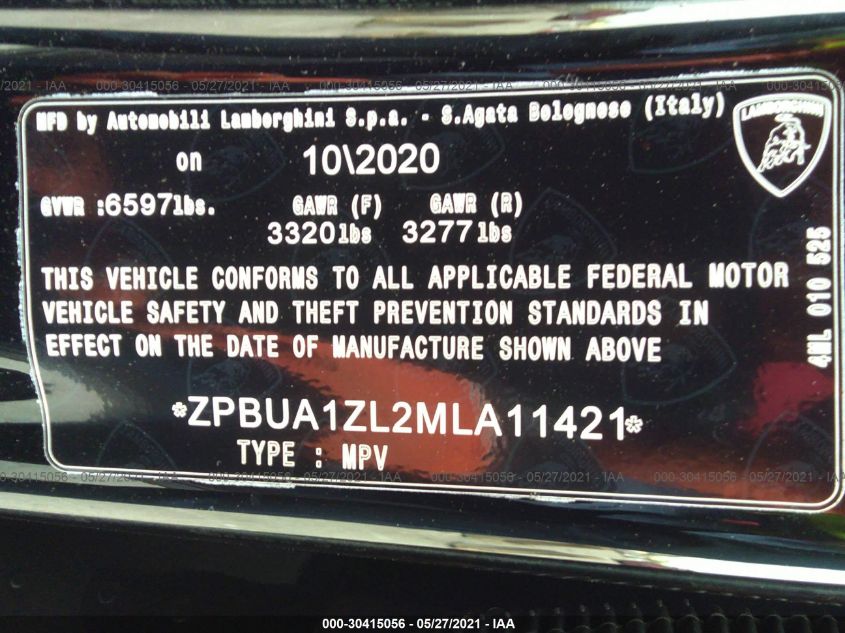 MFD by Automobili Lamborghini S.p.a. - S.Agata Bolognese (Italy)
on 10\2020
GVWR :6597lbs. GAWR (F) GAWR (R)
3320lbs 3277lbs
THIS VEHICLE CONFORMS TO ALL APPLICABLE FEDERAL MOTOR
VEHICLE SAFETY AND THEFT PREVENTION STANDARDS IN
EFFECT ON THE DATE OF MANUFACTURE SHOWN ABOVE
*ZPBUA1ZL2MLA11421*
TYPE : MPV
LAMBORGHINI
4ML 010 525
000-30415056 - 05/27/2021 - IAA